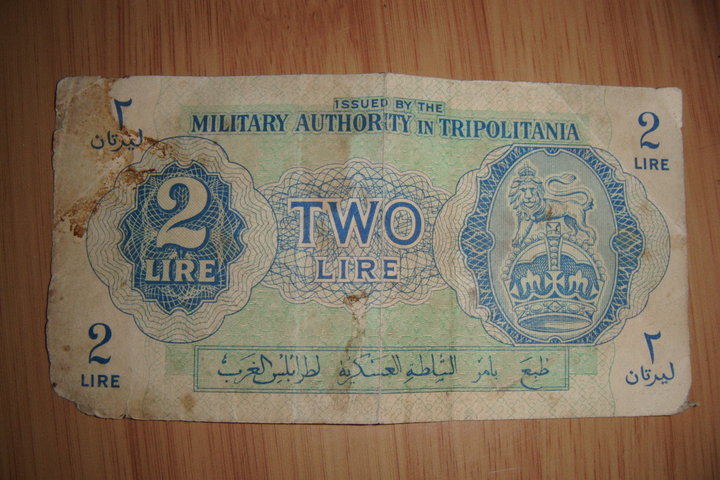 ISSUED BY THE
MILITARY AUTHORITY IN TRIPOLITANIA
٢
ليرتان
2
LIRE
2
LIRE
TWO
LIRE
2
LIRE
طبع بامر السلطة العسكرية لطرابلس الغرب
٢
ليرتان